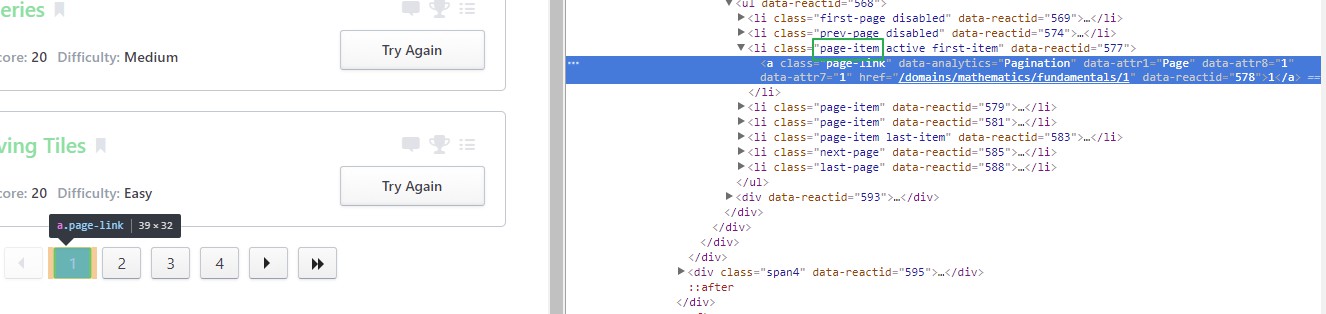 eries
core: 20 Difficulty: Medium
Try Again
ving Tiles
core: 20 Difficulty: Easy
Try Again
a.page-link 39 × 32
1 2 3 4
▼<ul data-reactid="568">
▶<li class="first-page disabled" data-reactid="569">…</li>
▶<li class="prev-page disabled" data-reactid="574">…</li>
▼<li class="page-item active first-item" data-reactid="577">
<a class="page-link" data-analytics="Pagination" data-attr1="Page" data-attr8="1"
data-attr7="1" href="/domains/mathematics/fundamentals/1" data-reactid="578">1</a> ==
</li>
▶<li class="page-item" data-reactid="579">…</li>
▶<li class="page-item" data-reactid="581">…</li>
▶<li class="page-item last-item" data-reactid="583">…</li>
▶<li class="next-page" data-reactid="585">…</li>
▶<li class="last-page" data-reactid="588">…</li>
</ul>
▶<div data-reactid="593">…</div>
</div>
</div>
</div>
</div>
▶<div class="span4" data-reactid="595">…</div>
::after
</div>